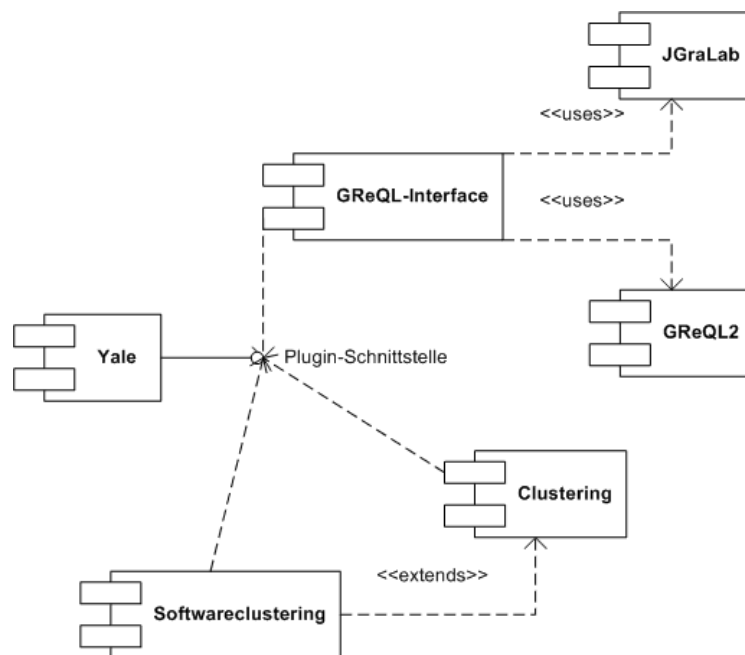 JGraLab
<<uses>>
GReQL-Interface
<<uses>>
GReQL2
Yale
Plugin-Schnittstelle
Clustering
<<extends>>
Softwareclustering